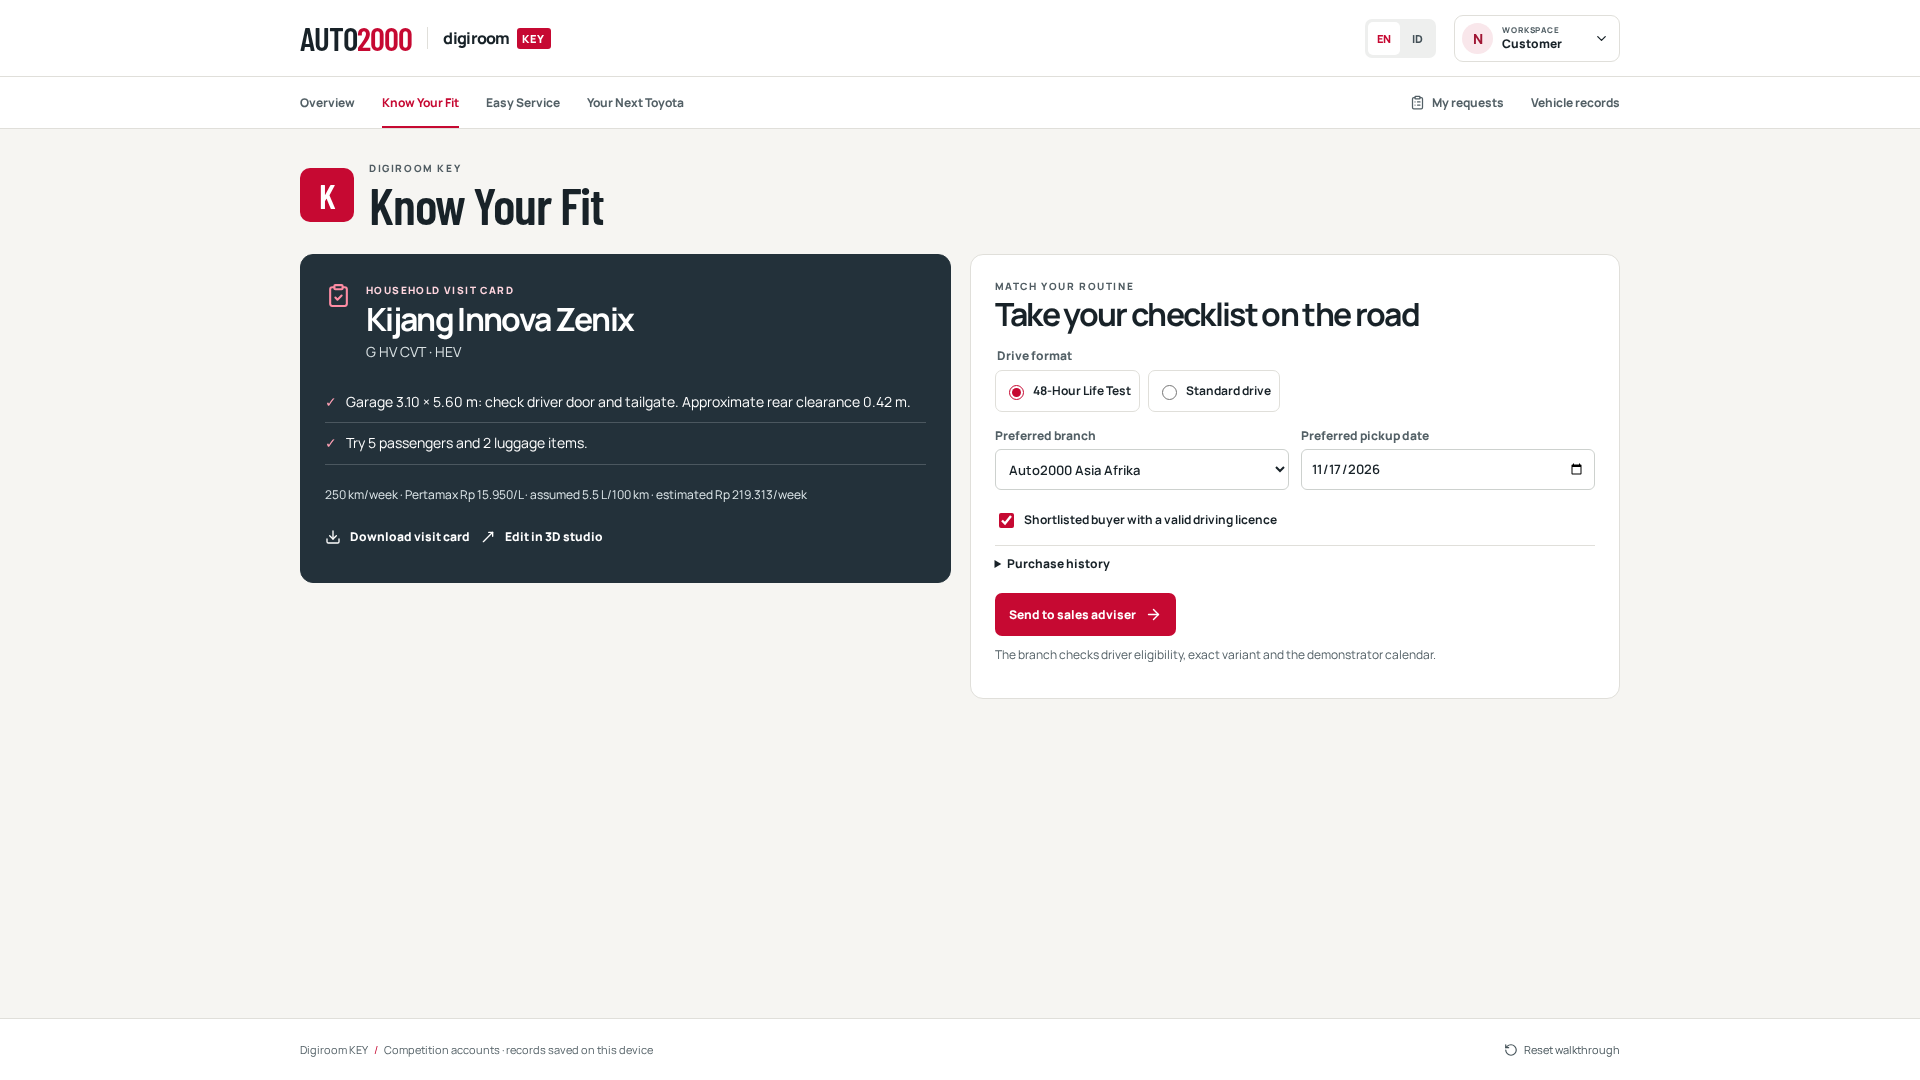 AUTO2000
digiroom KEY
EN ID
N
WORKSPACE
Customer
Overview
Know Your Fit
Easy Service
Your Next Toyota
My requests
Vehicle records
K
DIGIROOM KEY
Know Your Fit
HOUSEHOLD VISIT CARD
Kijang Innova Zenix
G HV CVT · HEV
✓ Garage 3.10 × 5.60 m: check driver door and tailgate. Approximate rear clearance 0.42 m.
✓ Try 5 passengers and 2 luggage items.
250 km/week · Pertamax Rp 15.950/L · assumed 5.5 L/100 km · estimated Rp 219.313/week
Download visit card
Edit in 3D studio
MATCH YOUR ROUTINE
Take your checklist on the road
Drive format
48-Hour Life Test
Standard drive
Preferred branch
Preferred pickup date
Auto2000 Asia Afrika
11/17/2026
Shortlisted buyer with a valid driving licence
Purchase history
Send to sales adviser
The branch checks driver eligibility, exact variant and the demonstrator calendar.
Digiroom KEY / Competition accounts · records saved on this device
Reset walkthrough